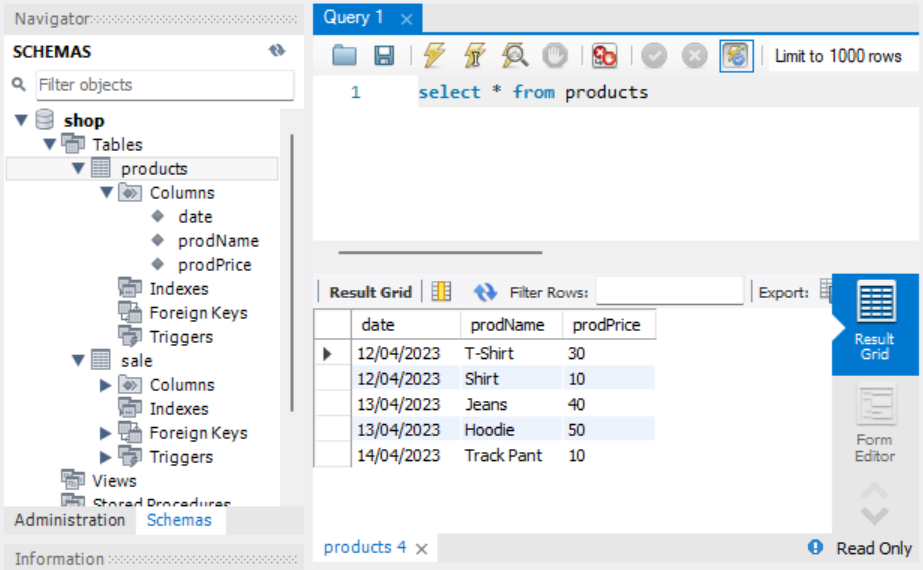 Navigator
SCHEMAS
Filter objects
shop
Tables
products
Columns
date
prodName
prodPrice
Indexes
Foreign Keys
Triggers
sale
Columns
Indexes
Foreign Keys
Triggers
Views
Stored Procedures
Administration Schemas
Information
Query 1
Limit to 1000 rows
1 select * from products
Result Grid Filter Rows: Export:
date prodName prodPrice
12/04/2023 T-Shirt 30
12/04/2023 Shirt 10
13/04/2023 Jeans 40
13/04/2023 Hoodie 50
14/04/2023 Track Pant 10
Result
Grid
Form
Editor
products 4
Read Only